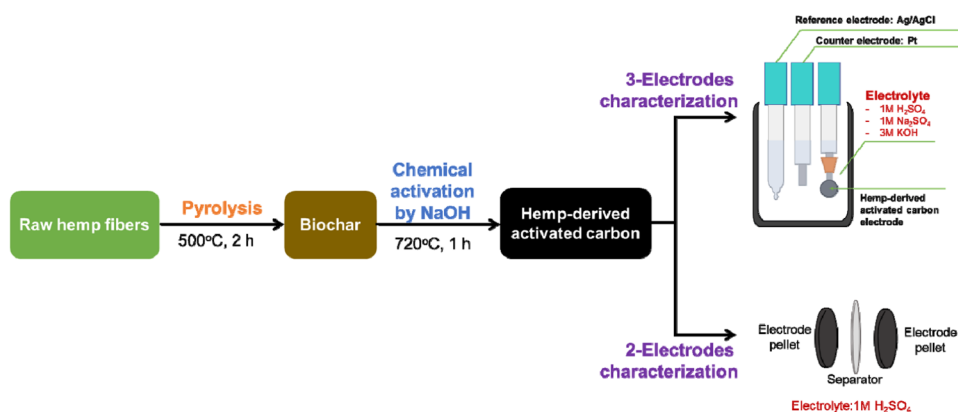 Reference electrode: Ag/AgCl
Counter electrode: Pt
3-Electrodes
characterization
Electrolyte
- 1M H₂SO₄
- 1M Na₂SO₄
- 3M KOH
Hemp-derived
activated carbon
electrode
Raw hemp fibers
Pyrolysis
500°C, 2 h
Biochar
Chemical
activation
by NaOH
720°C, 1 h
Hemp-derived
activated carbon
2-Electrodes
characterization
Electrode
pellet
Separator
Electrode
pellet
Electrolyte:1M H₂SO₄